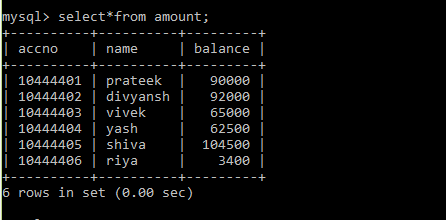 mysql> select*from amount;
+----------+----------+---------+
| accno    | name     | balance |
+----------+----------+---------+
| 10444401 | prateek  |   90000 |
| 10444402 | divyansh |   92000 |
| 10444403 | vivek    |   65000 |
| 10444404 | yash     |   62500 |
| 10444405 | shiva    |  104500 |
| 10444406 | riya     |    3400 |
+----------+----------+---------+
6 rows in set (0.00 sec)